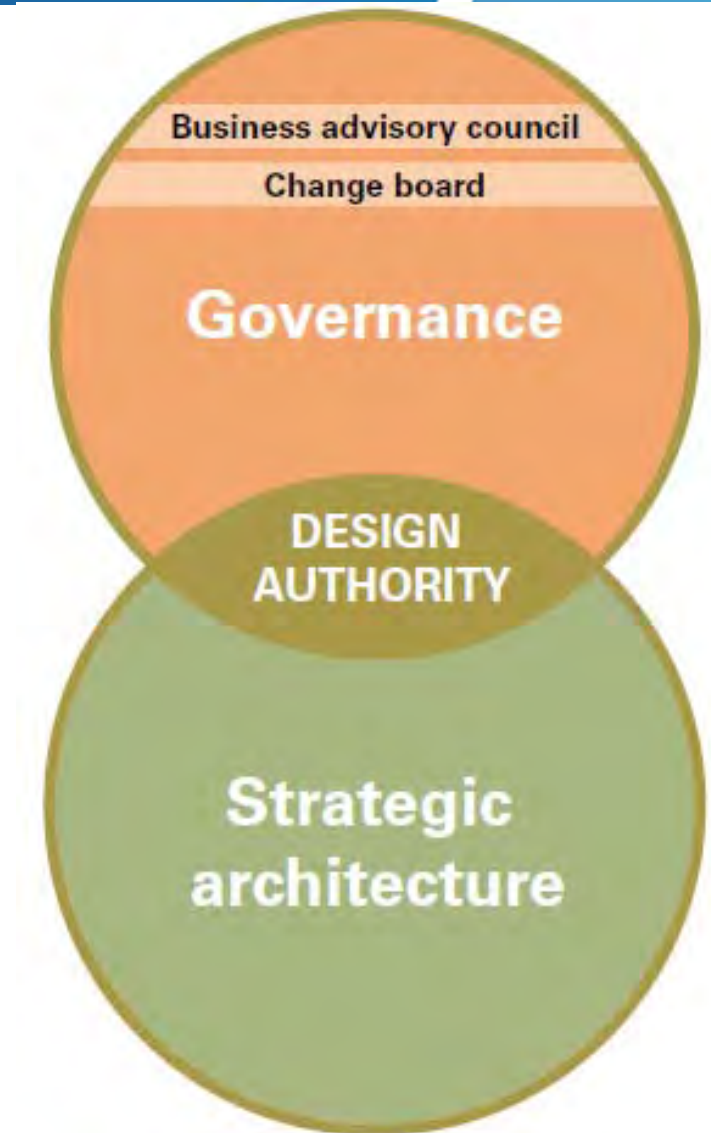 Business advisory council
Change board
Governance
DESIGN
AUTHORITY
Strategic
architecture